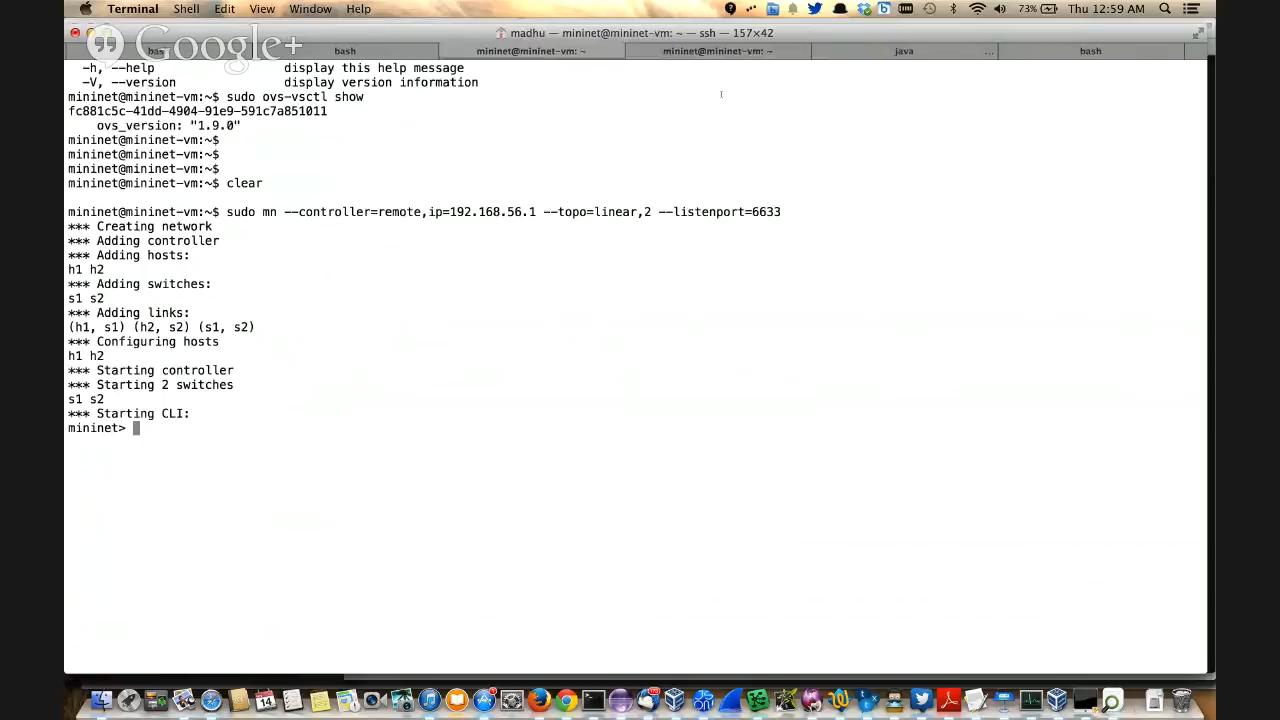 Terminal Shell Edit View Window Help 73% Thu 12:59 AM
madhu — mininet@mininet-vm: ~ — ssh — 157×42
Google+
bash mininet@mininet-vm: ~ mininet@mininet-vm: ~ java ... bash
-h, --help display this help message
-V, --version display version information
mininet@mininet-vm:~$ sudo ovs-vsctl show
fc881c5c-41dd-4904-91e9-591c7a851011
ovs_version: "1.9.0"
mininet@mininet-vm:~$
mininet@mininet-vm:~$
mininet@mininet-vm:~$
mininet@mininet-vm:~$ clear
mininet@mininet-vm:~$ sudo mn --controller=remote,ip=192.168.56.1 --topo=linear,2 --listenport=6633
*** Creating network
*** Adding controller
*** Adding hosts:
h1 h2
*** Adding switches:
s1 s2
*** Adding links:
(h1, s1) (h2, s2) (s1, s2)
*** Configuring hosts
h1 h2
*** Starting controller
*** Starting 2 switches
s1 s2
*** Starting CLI:
mininet>
14